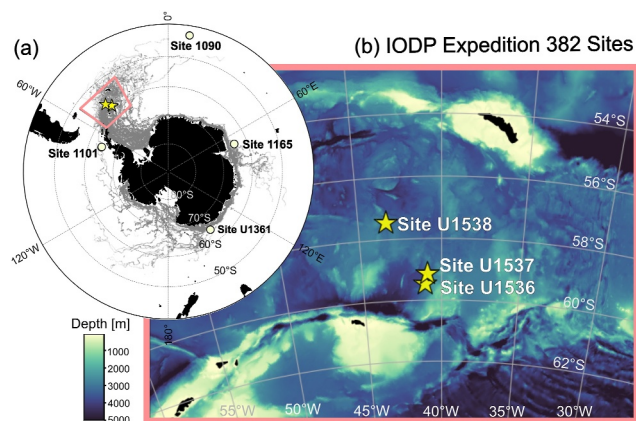 (a)
0°
Site 1090
60°W
60°E
Site 1101
Site 1165
80°S
70°S
Site U1361
60°S
50°S
120°W
120°E
180°
(b) IODP Expedition 382 Sites
54°S
56°S
Site U1538
58°S
Site U1537
Site U1536
60°S
62°S
55°W
50°W
45°W
40°W
35°W
30°W
Depth [m]
1000
2000
3000
4000
5000